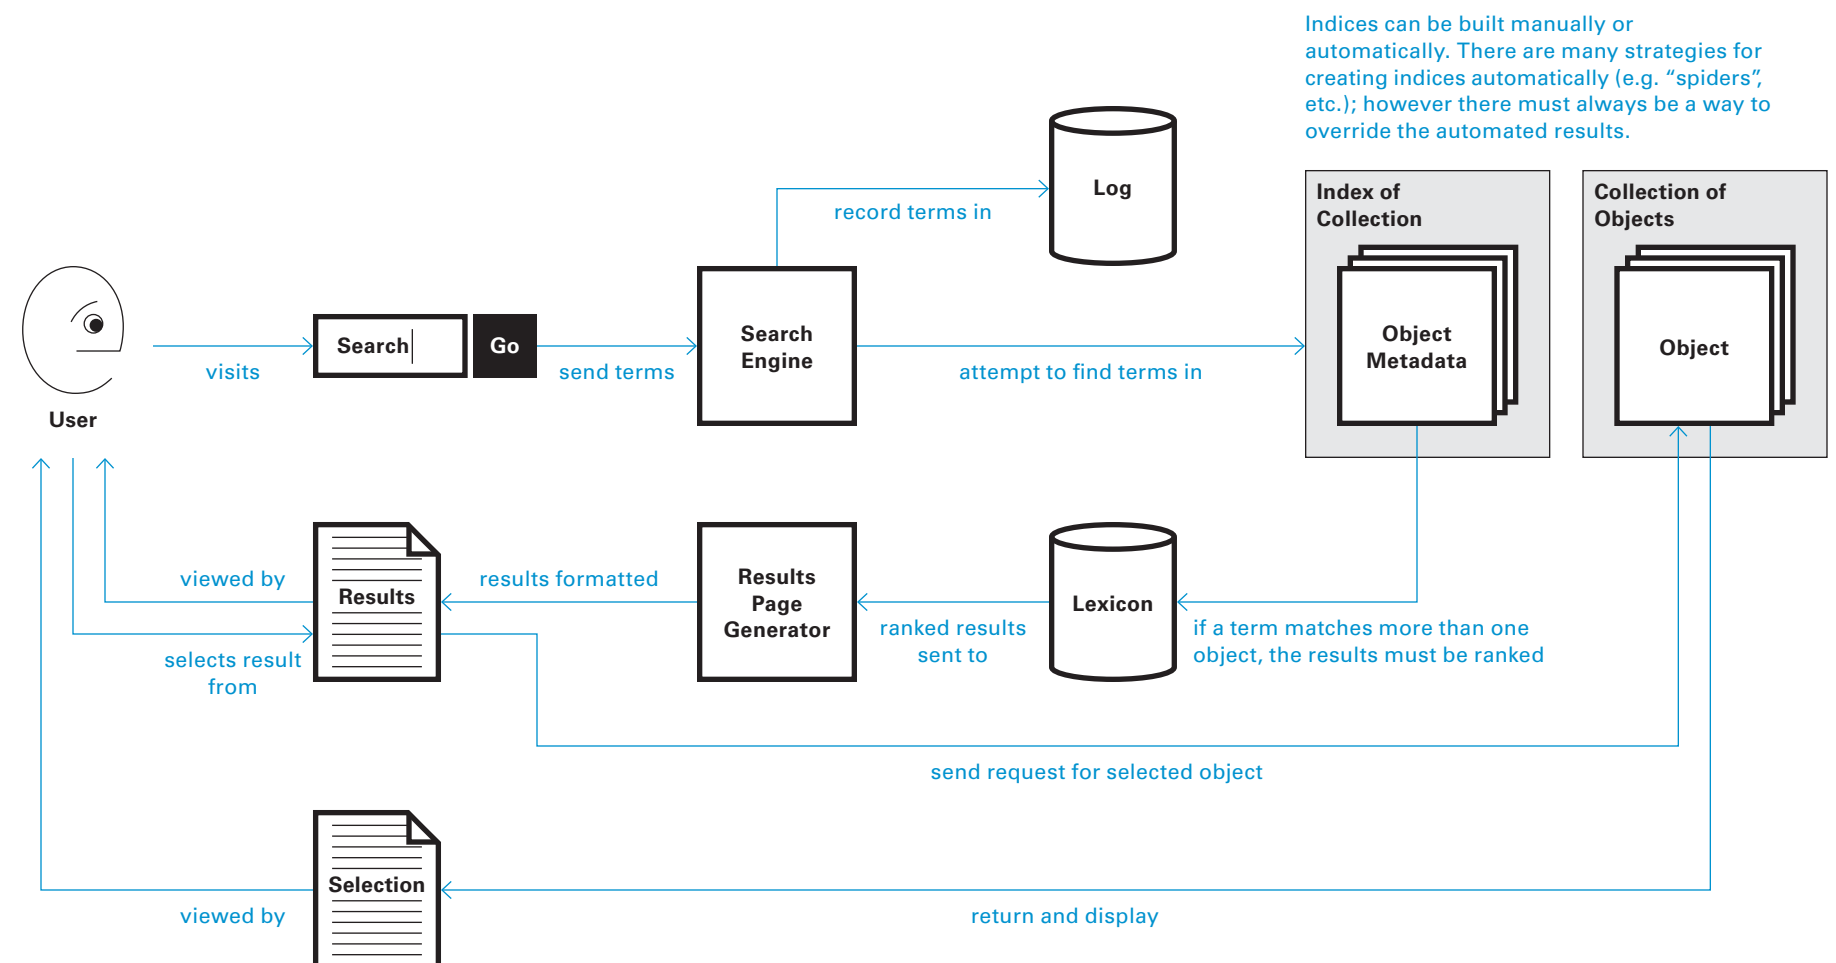 Indices can be built manually or
automatically. There are many strategies for
creating indices automatically (e.g. “spiders”,
etc.); however there must always be a way to
override the automated results.
Log
record terms in
Index of
Collection
Collection of
Objects
Search
Go
Search
Engine
Object
Metadata
Object
visits
send terms
attempt to find terms in
User
viewed by
results formatted
Results
Results
Page
Generator
Lexicon
ranked results
sent to
if a term matches more than one
object, the results must be ranked
selects result
from
send request for selected object
Selection
viewed by
return and display